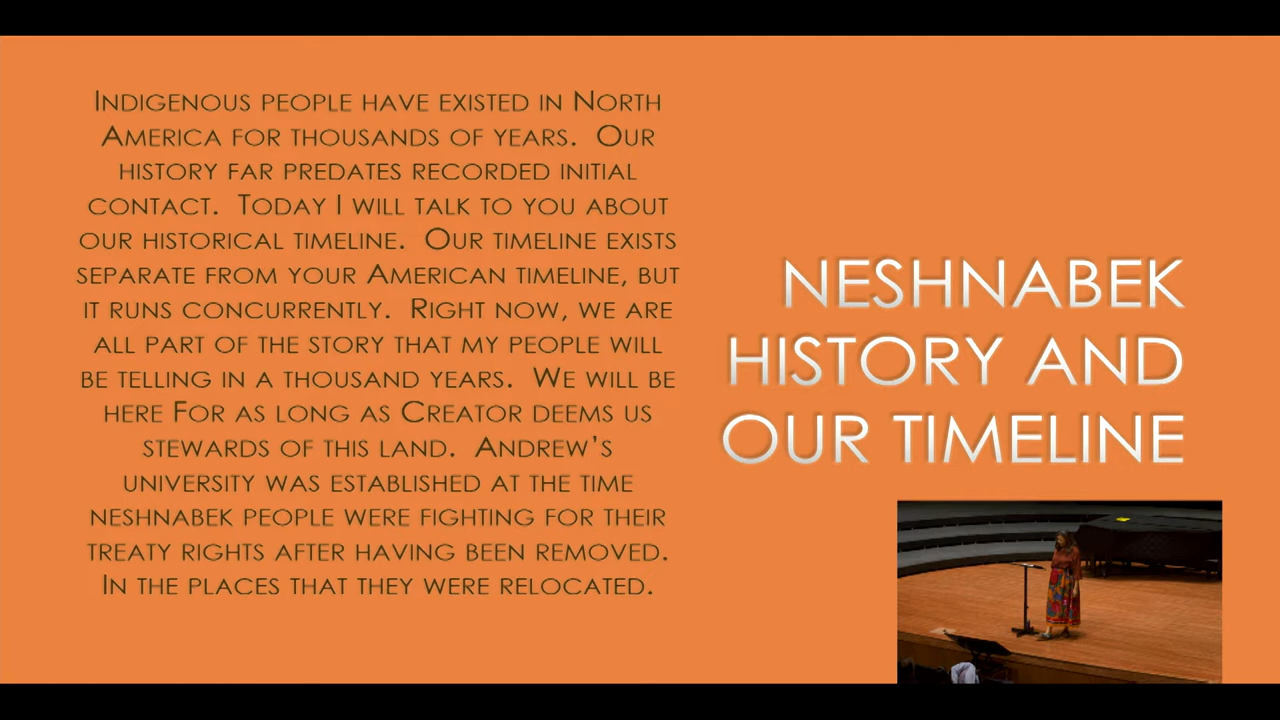 Indigenous people have existed in North
America for thousands of years. Our
history far predates recorded initial
contact. Today I will talk to you about
our historical timeline. Our timeline exists
separate from your American timeline, but
it runs concurrently. Right now, we are
all part of the story that my people will
be telling in a thousand years. We will be
here For as long as Creator deems us
stewards of this land. Andrew’s
university was established at the time
neshnabek people were fighting for their
treaty rights after having been removed.
In the places that they were relocated.
NESHNABEK
HISTORY AND
OUR TIMELINE